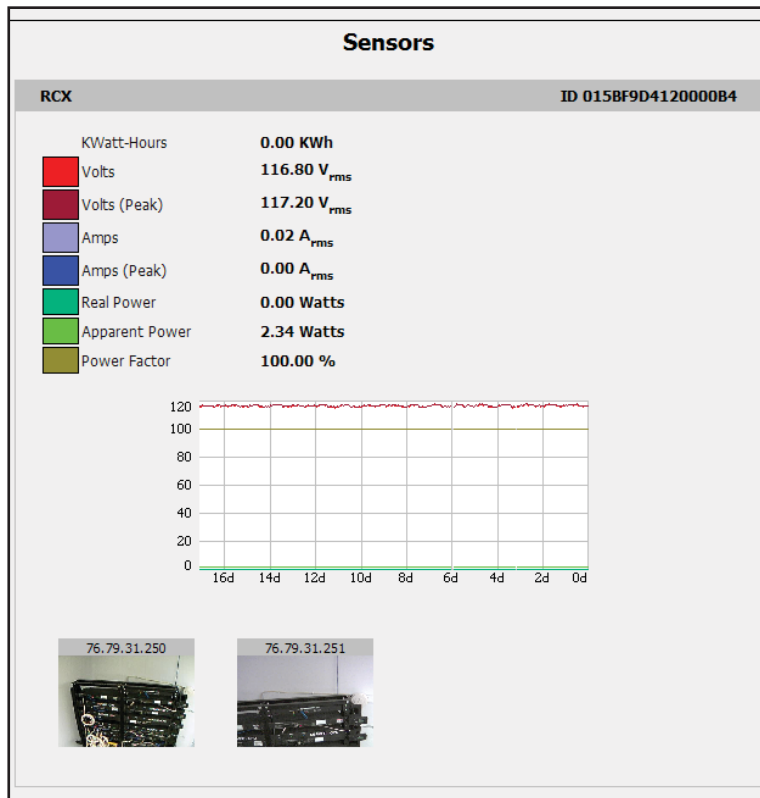 Sensors
RCX ID 015BF9D4120000B4
KWatt-Hours 0.00 KWh
Volts 116.80 Vrms
Volts (Peak) 117.20 Vrms
Amps 0.02 Arms
Amps (Peak) 0.00 Arms
Real Power 0.00 Watts
Apparent Power 2.34 Watts
Power Factor 100.00 %
120
100
80
60
40
20
0
16d 14d 12d 10d 8d 6d 4d 2d 0d
76.79.31.250 76.79.31.251